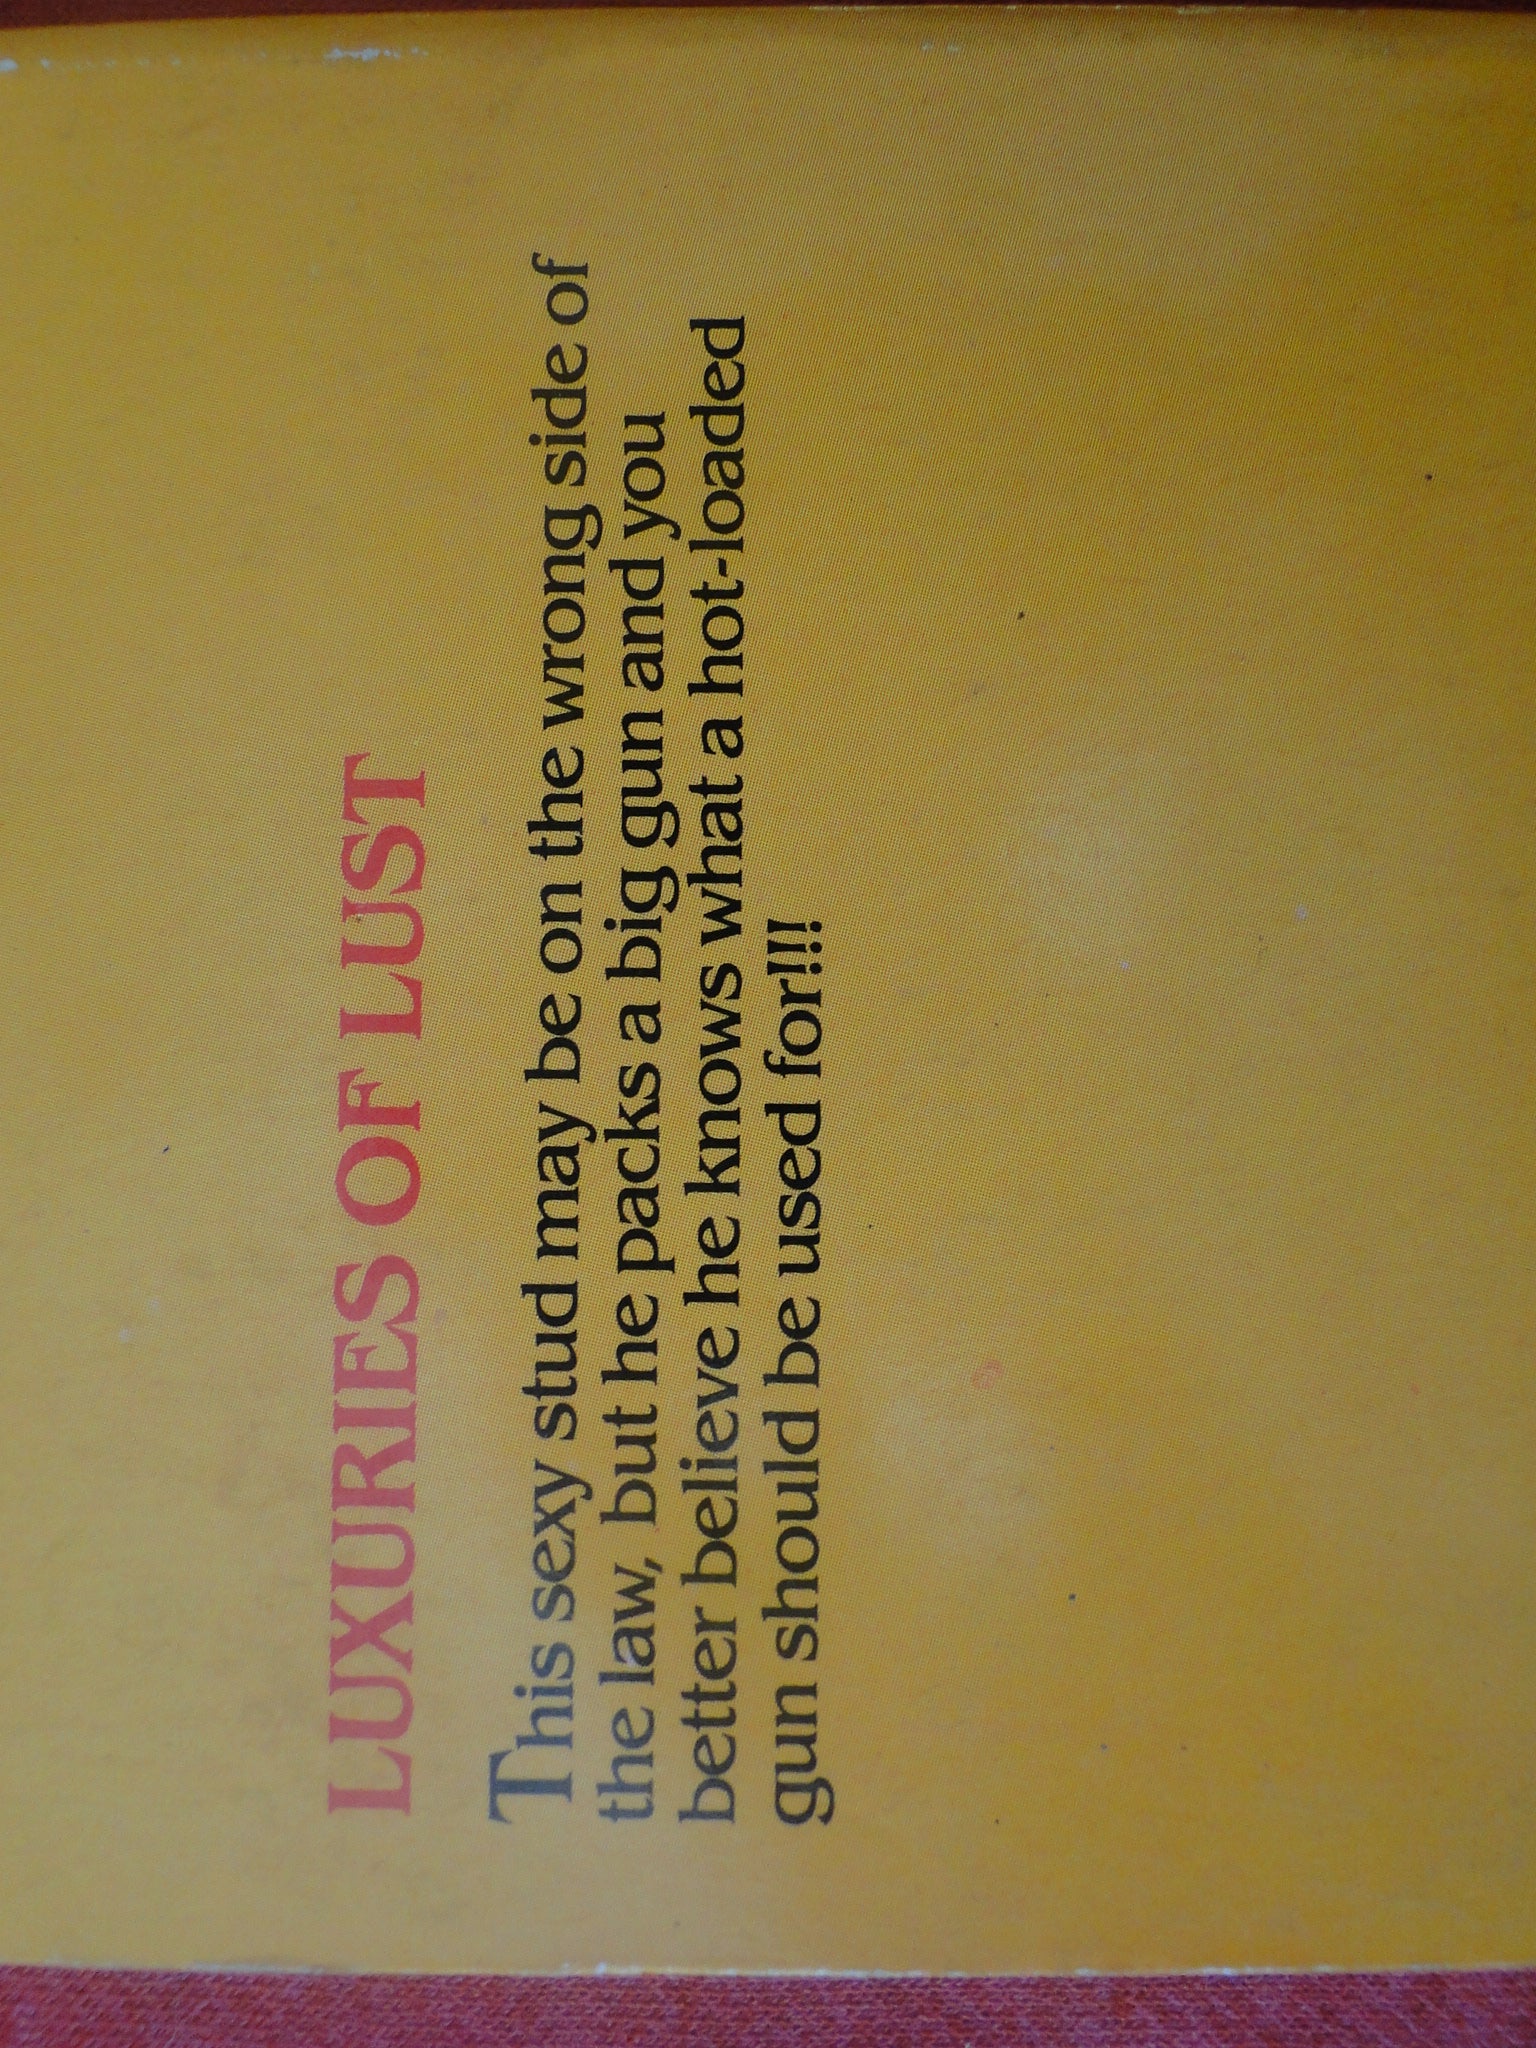 LUXURIES OF LUST
This sexy stud may be on the wrong side of
the law, but he packs a big gun and you
better believe he knows what a hot-loaded
gun should be used for!!!